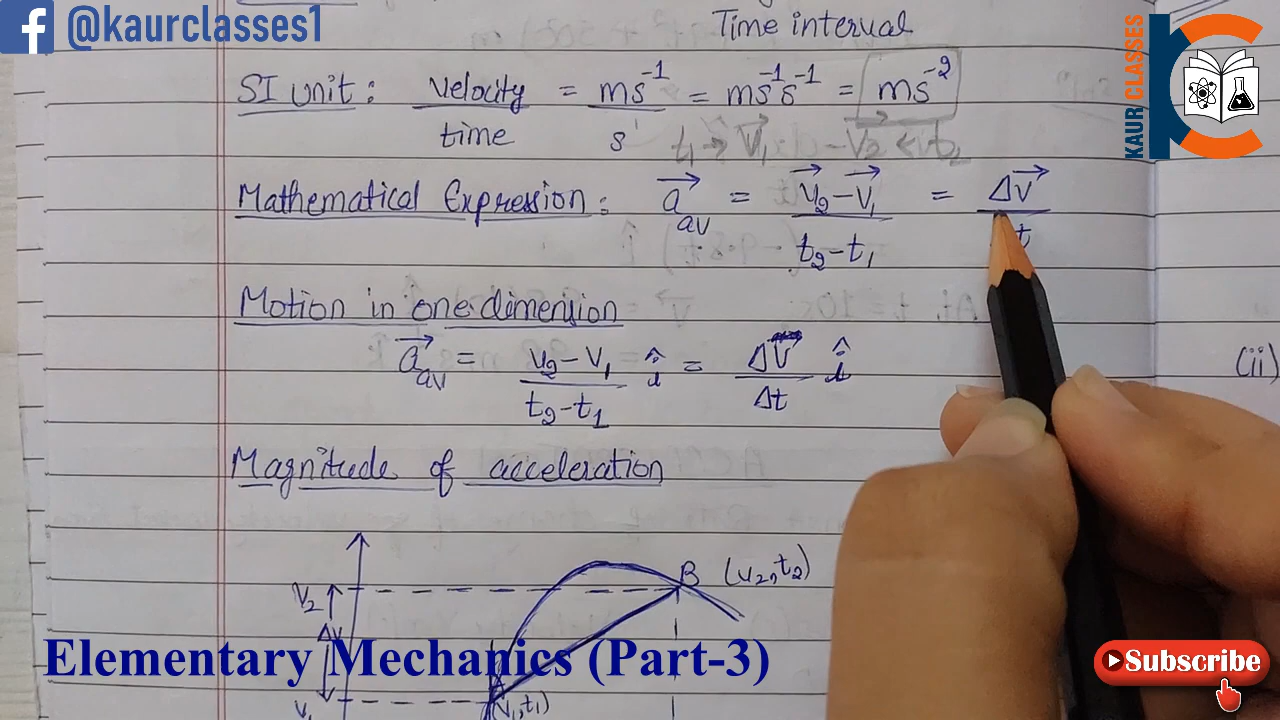 @kaurclasses1
Time interval
KAUR CLASSES
SI unit : velocity / time = ms⁻¹ / s = ms⁻¹s⁻¹ = ms⁻²
Mathematical Expression : a⃗av = v⃗₂-v⃗₁ / t₂-t₁ = Δv⃗ / t
Motion in one dimension
a⃗av = v₂-v₁ / t₂-t₁ î = Δv / Δt î
(ii)
Magnitude of acceleration
B (v₂, t₂)
v₂
Δv
v₁
(v₁, t₁)
Elementary Mechanics (Part-3)
Subscribe